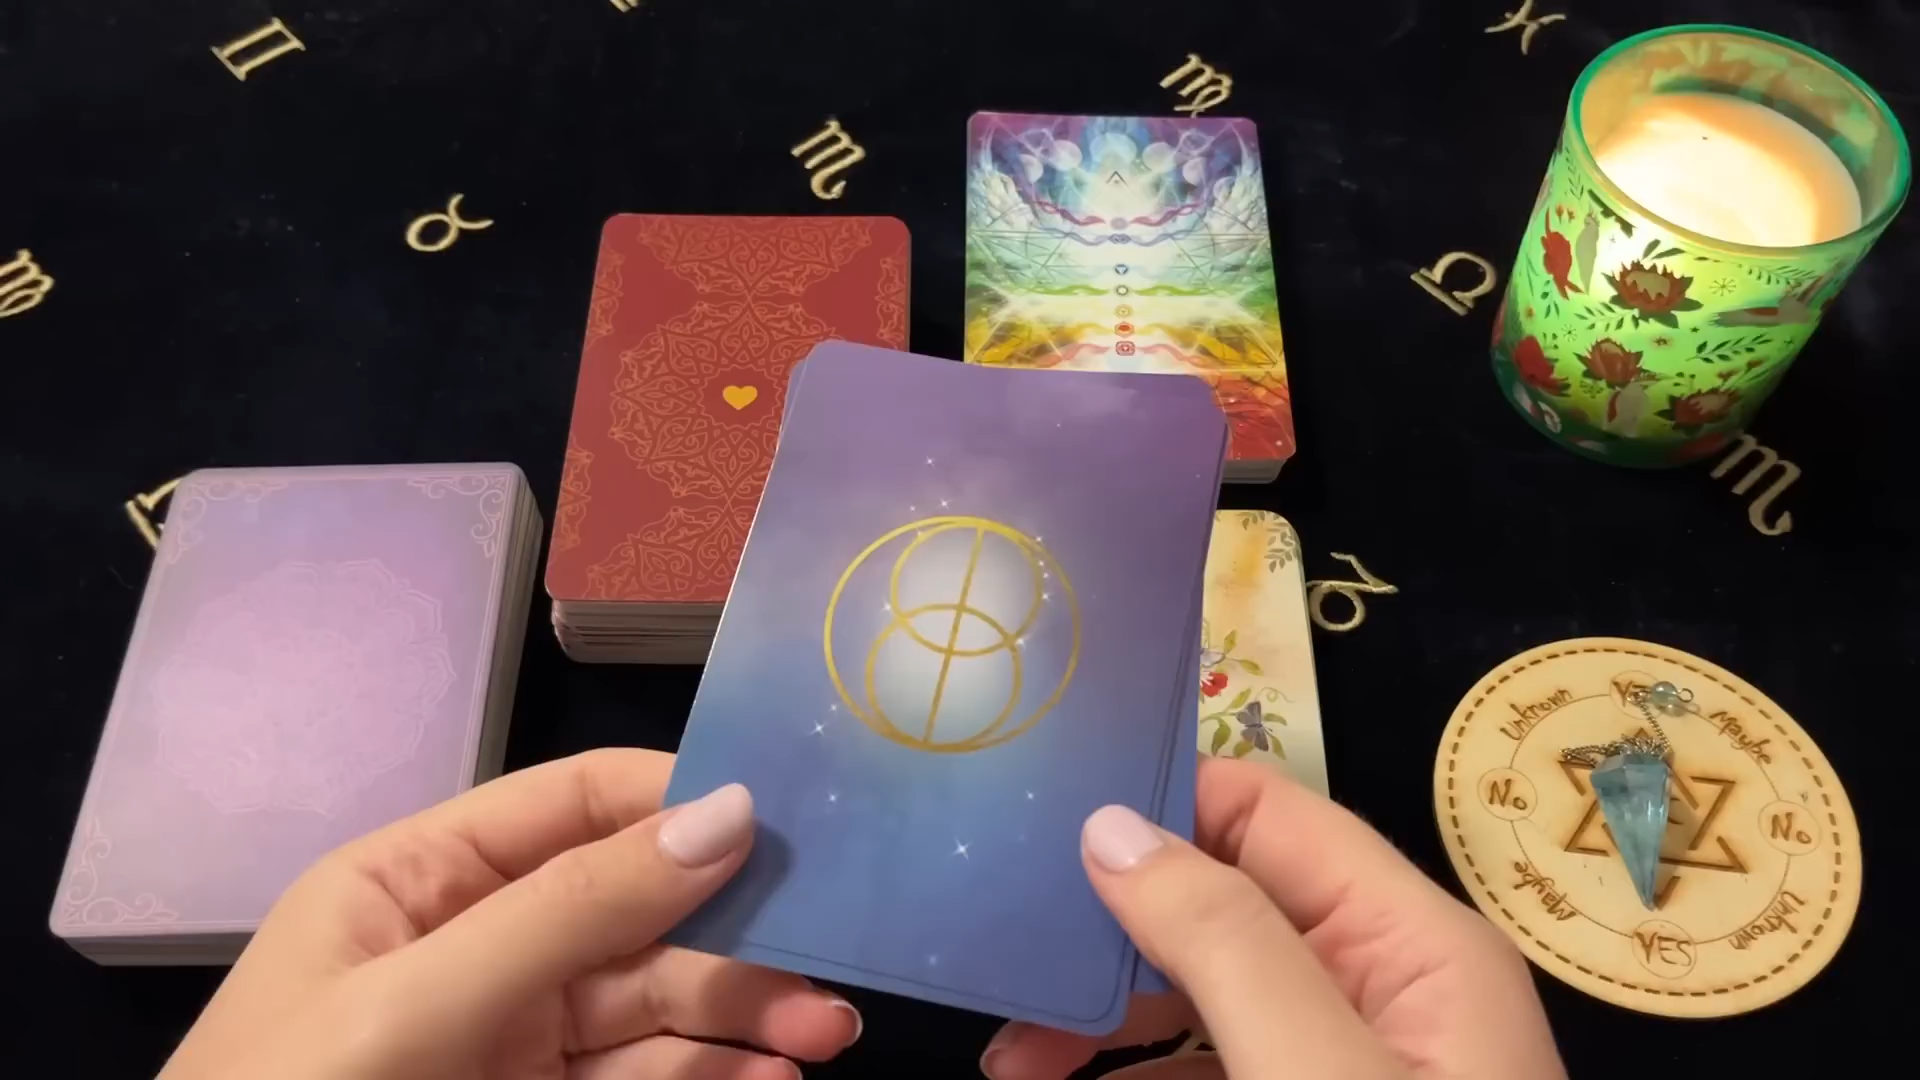 Unknown
YES
Maybe
No
No
Maybe
Unknown
YES